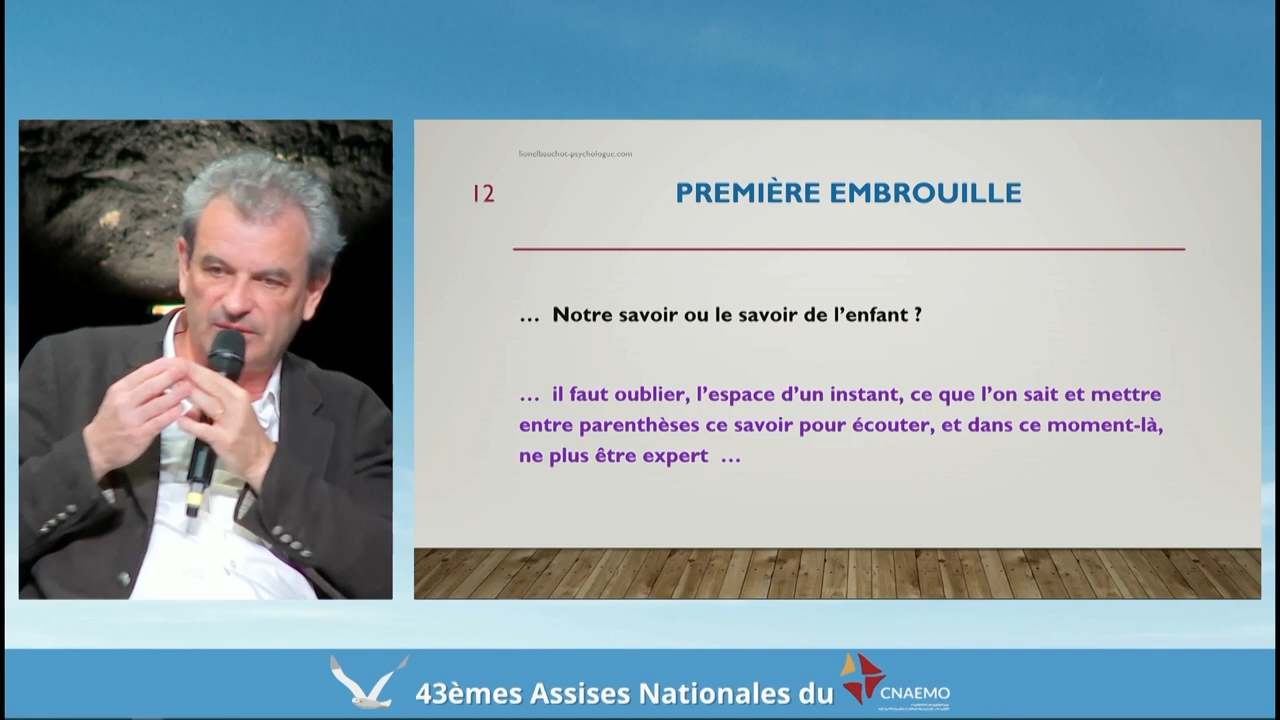 lionelbauchot-psychologue.com
12
PREMIÈRE EMBROUILLE
… Notre savoir ou le savoir de l’enfant ?
… il faut oublier, l’espace d’un instant, ce que l’on sait et mettre
entre parenthèses ce savoir pour écouter, et dans ce moment-là,
ne plus être expert …
43èmes Assises Nationales du
CNAEMO